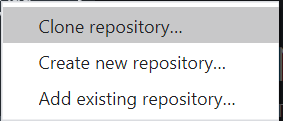 Clone repository...
Create new repository...
Add existing repository...